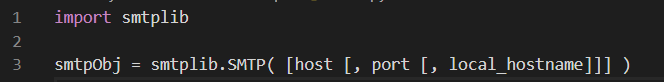 1 import smtplib
2
3 smtpObj = smtplib.SMTP( [host [, port [, local_hostname]]] )